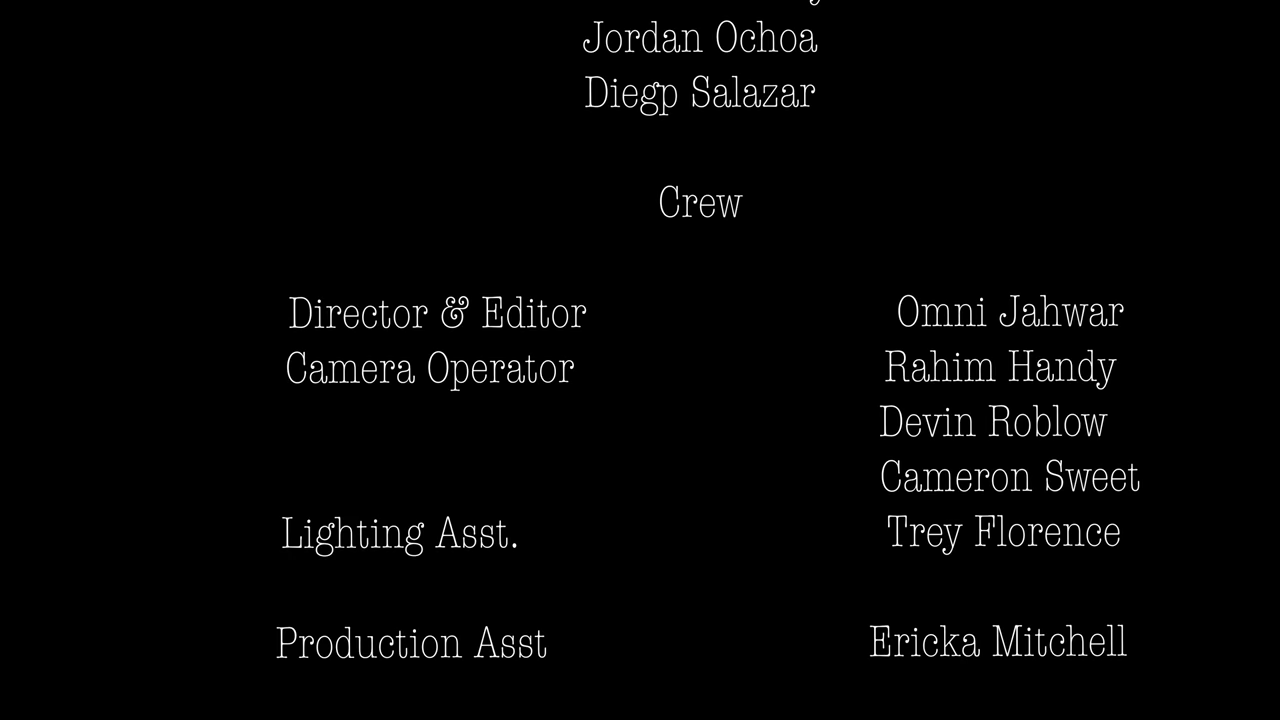 Jordan Ochoa
Diegp Salazar
Crew
Director & Editor Omni Jahwar
Camera Operator Rahim Handy
Devin Roblow
Cameron Sweet
Lighting Asst. Trey Florence
Production Asst Ericka Mitchell